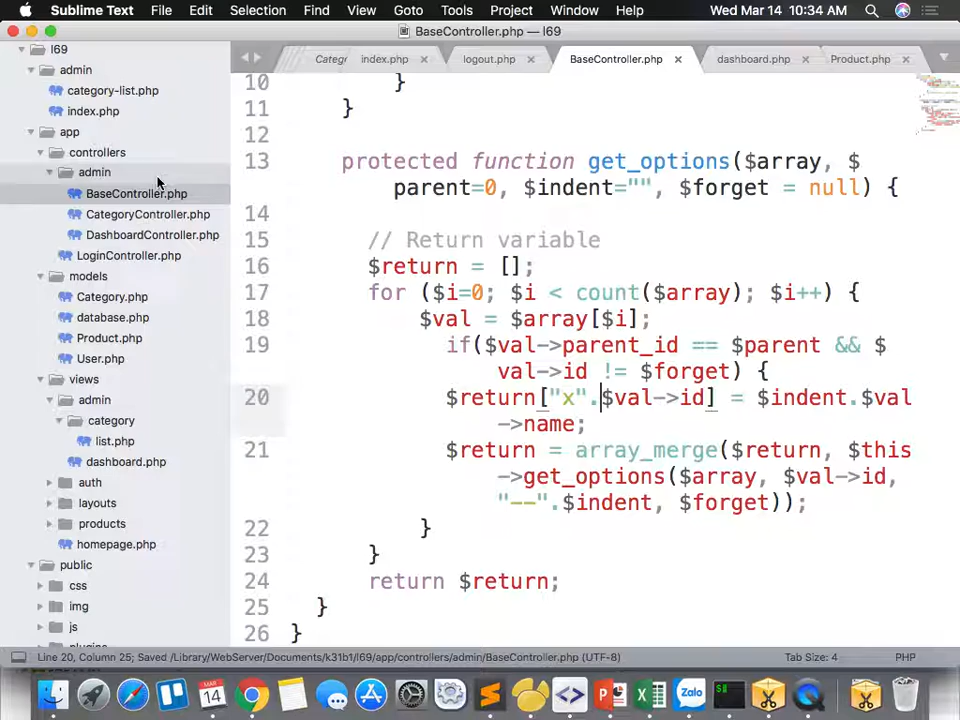 Sublime Text File Edit Selection Find View Goto Tools Project Window Help Wed Mar 14 10:34 AM
BaseController.php — l69
l69
admin
category-list.php
index.php
app
controllers
admin
BaseController.php
CategoryController.php
DashboardController.php
LoginController.php
models
Category.php
database.php
Product.php
User.php
views
admin
category
list.php
dashboard.php
auth
layouts
products
homepage.php
public
css
img
js
plugins
Categ index.php logout.php BaseController.php dashboard.php Product.php
10 }
11 }
12
13 protected function get_options($array, $
parent=0, $indent="", $forget = null) {
14
15 // Return variable
16 $return = [];
17 for ($i=0; $i < count($array); $i++) {
18 $val = $array[$i];
19 if($val->parent_id == $parent && $
val->id != $forget) {
20 $return["x".$val->id] = $indent.$val
->name;
21 $return = array_merge($return, $this
->get_options($array, $val->id,
"--".$indent, $forget));
22 }
23 }
24 return $return;
25 }
26 }
Line 20, Column 25; Saved /Library/WebServer/Documents/k31b1/l69/app/controllers/admin/BaseController.php (UTF-8) Tab Size: 4 PHP
MAR
14
Zalo